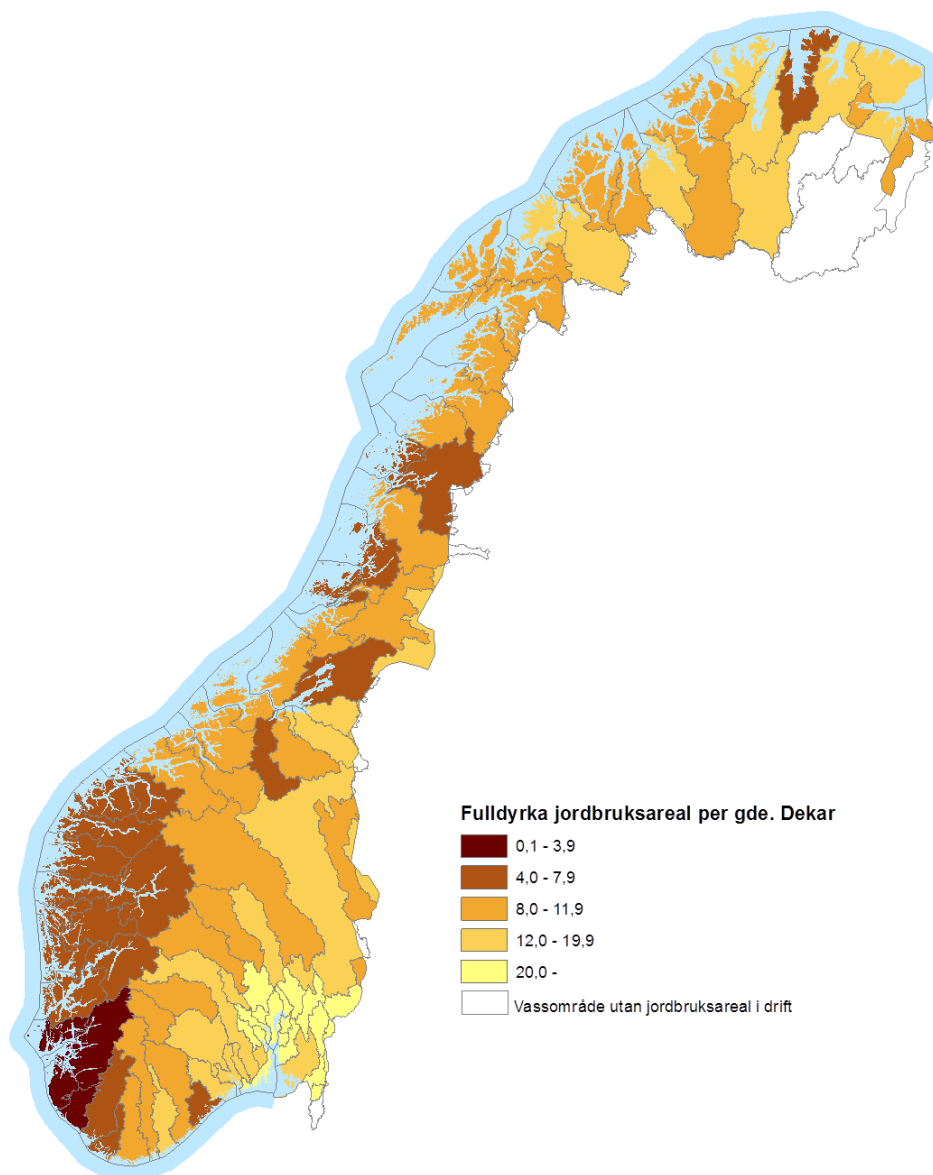 Fulldyrka jordbruksareal per gde. Dekar
0,1 - 3,9
4,0 - 7,9
8,0 - 11,9
12,0 - 19,9
20,0 -
Vassområde utan jordbruksareal i drift